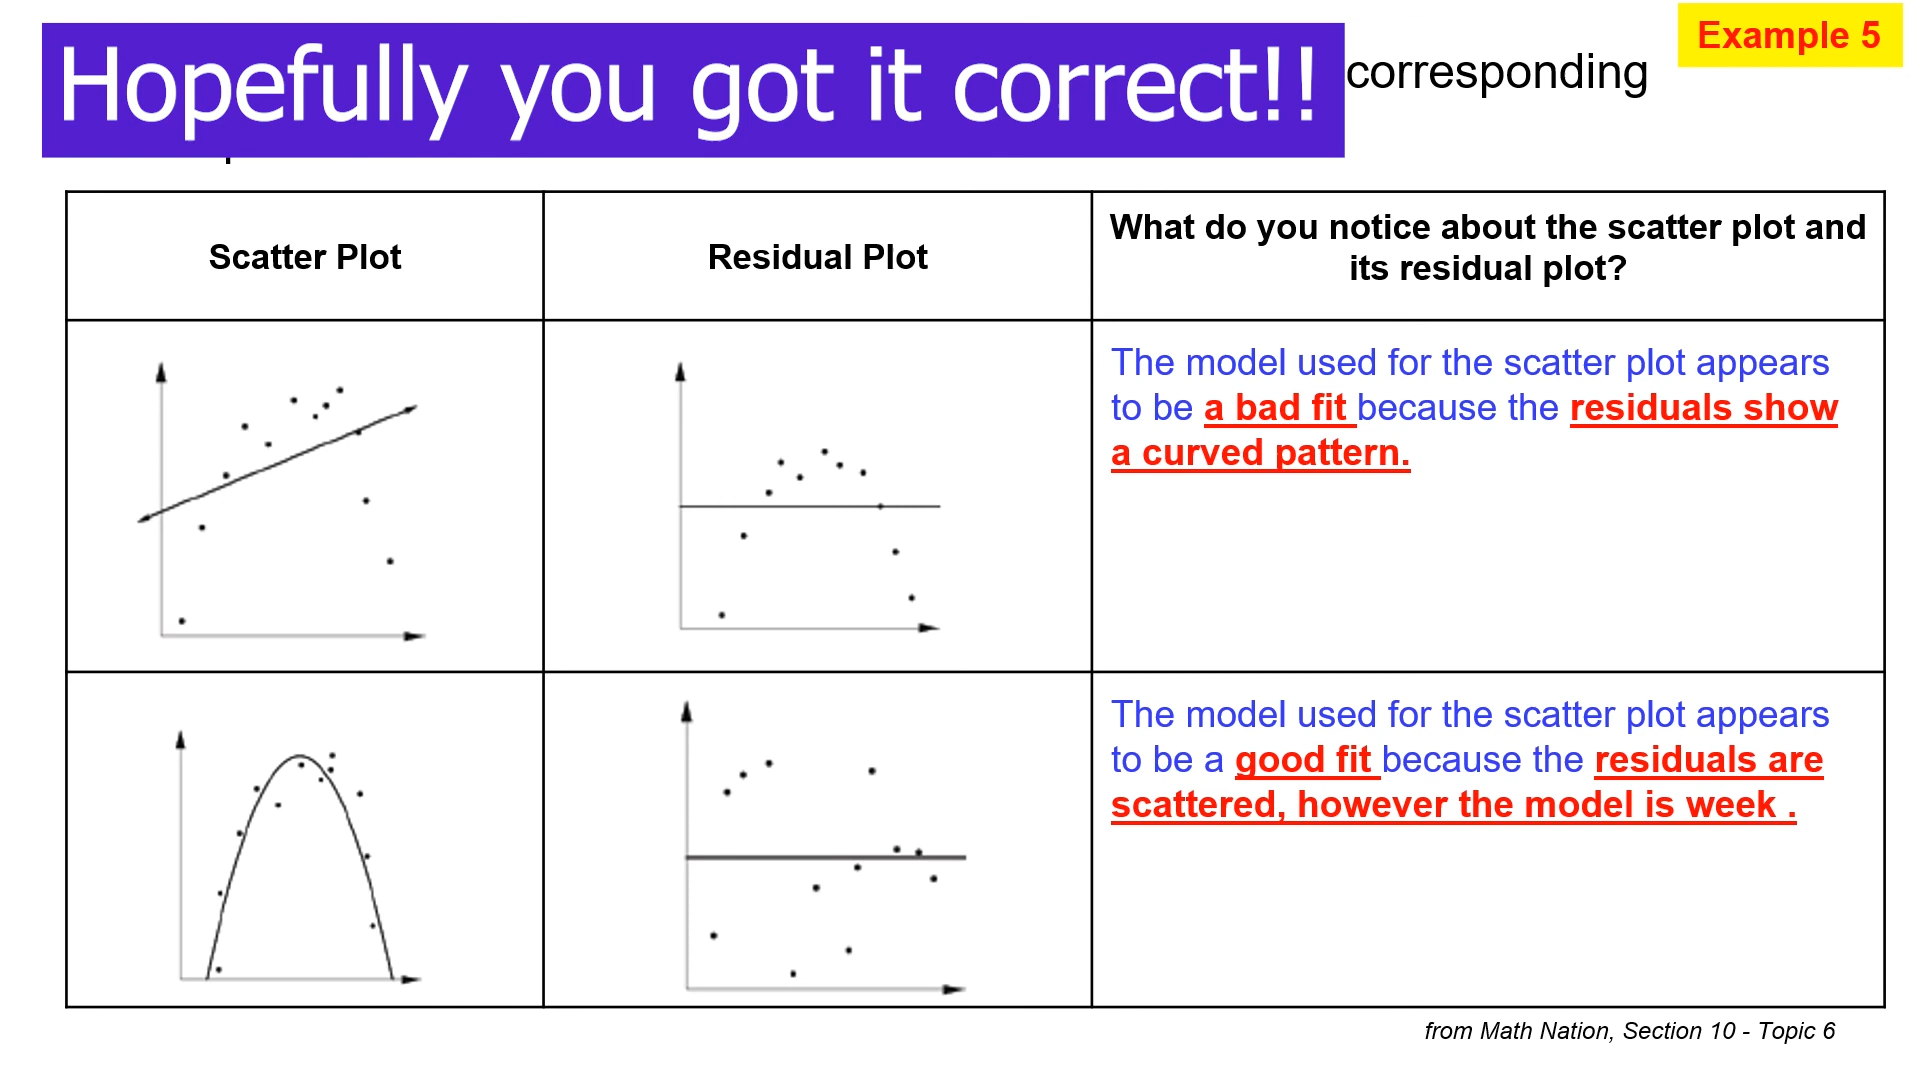 Example 5
Hopefully you got it correct!! corresponding
Scatter Plot
Residual Plot
What do you notice about the scatter plot and
its residual plot?
The model used for the scatter plot appears
to be a bad fit because the residuals show
a curved pattern.
The model used for the scatter plot appears
to be a good fit because the residuals are
scattered, however the model is week .
from Math Nation, Section 10 - Topic 6